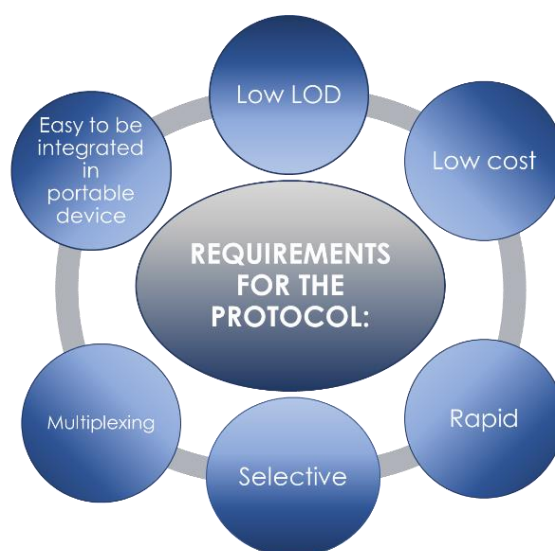 Low LOD
Low cost
Rapid
Selective
Multiplexing
Easy to be
integrated
in
portable
device
REQUIREMENTS
FOR THE
PROTOCOL: